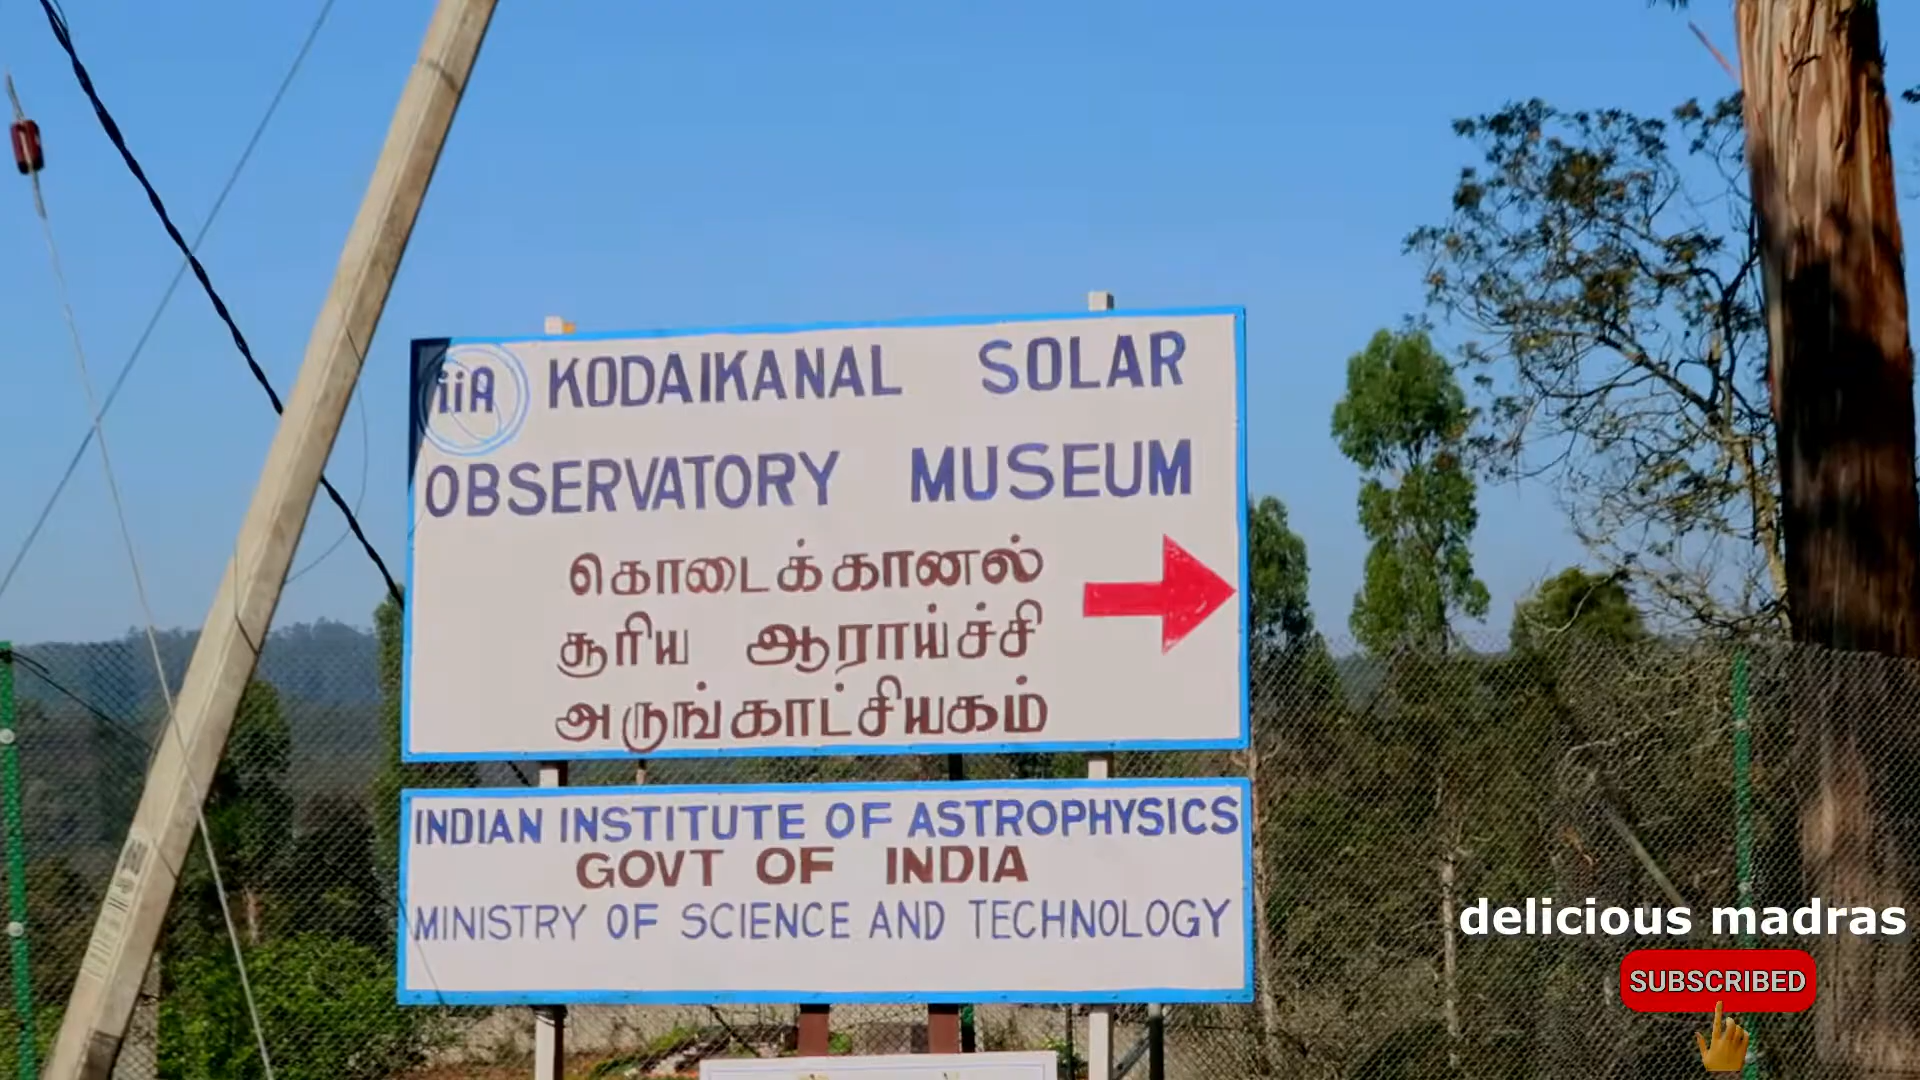 iiA KODAIKANAL SOLAR
OBSERVATORY MUSEUM
கொடைக்கானல்
சூரிய ஆராய்ச்சி
அருங்காட்சியகம்
INDIAN INSTITUTE OF ASTROPHYSICS
GOVT OF INDIA
MINISTRY OF SCIENCE AND TECHNOLOGY
delicious madras
SUBSCRIBED